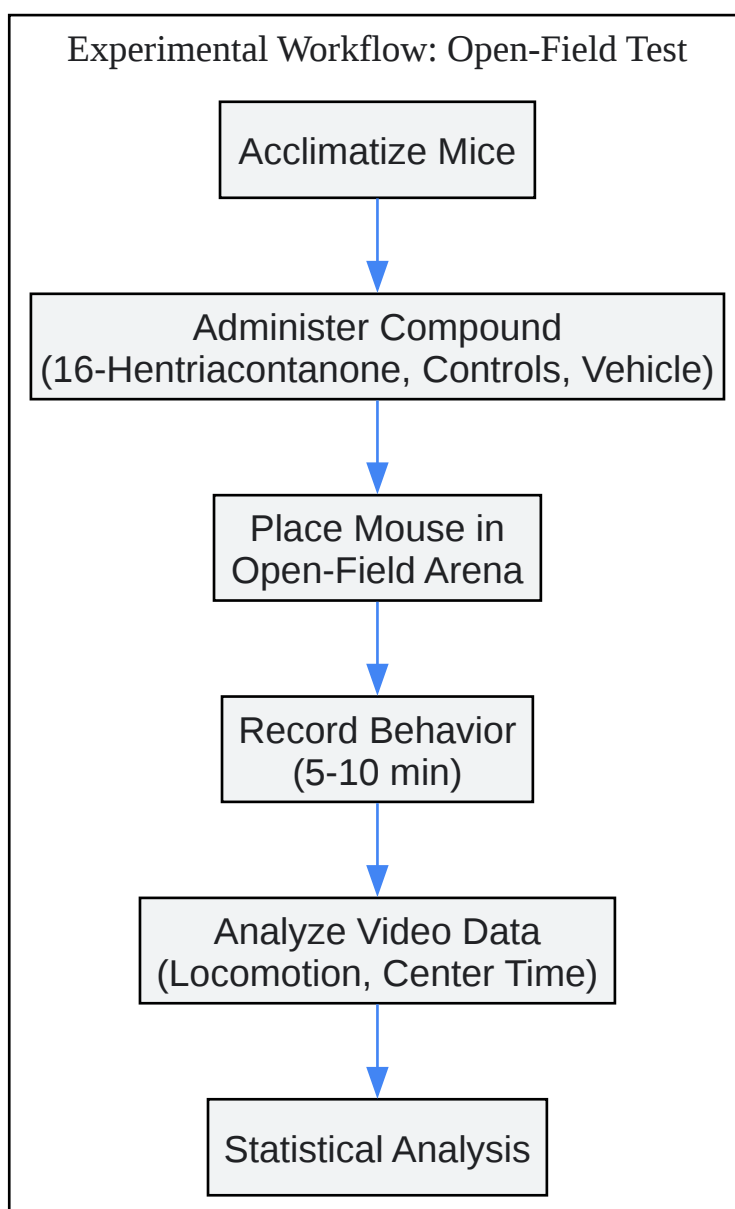 Experimental Workflow: Open-Field Test
Acclimatize Mice
Administer Compound
(16-Hentriacontanone, Controls, Vehicle)
Place Mouse in
Open-Field Arena
Record Behavior
(5-10 min)
Analyze Video Data
(Locomotion, Center Time)
Statistical Analysis